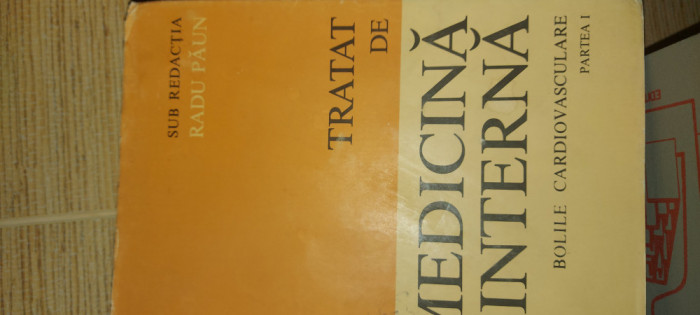 SUB REDACȚIA
RADU PĂUN
TRATAT
DE
MEDICINĂ
INTERNĂ
BOLILE CARDIOVASCULARE
PARTEA I